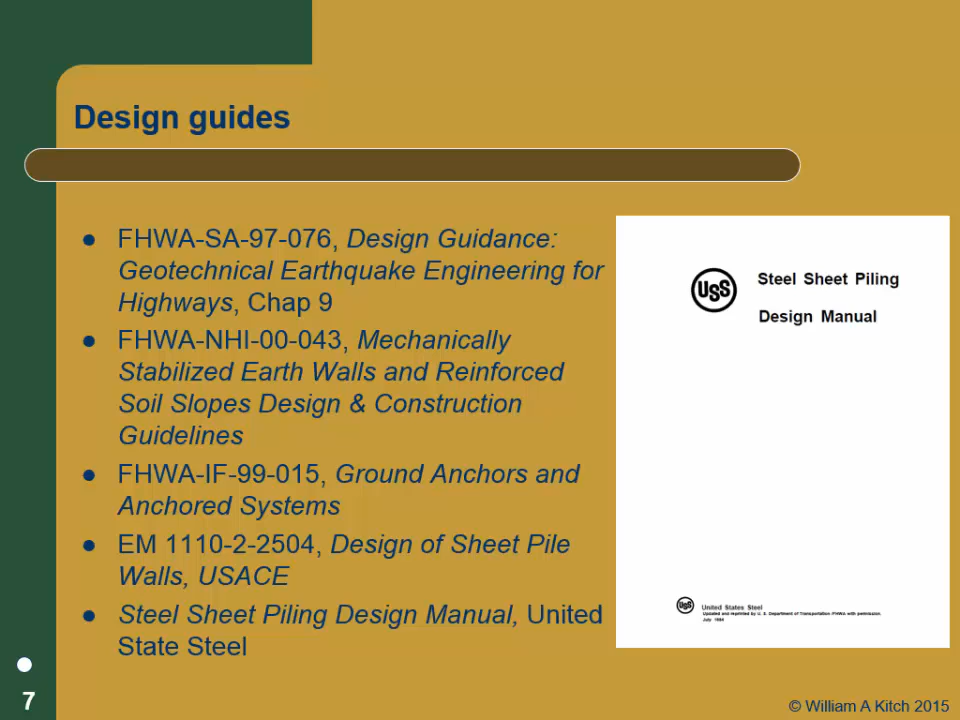 Design guides
● FHWA-SA-97-076, Design Guidance:
Geotechnical Earthquake Engineering for
Highways, Chap 9
● FHWA-NHI-00-043, Mechanically
Stabilized Earth Walls and Reinforced
Soil Slopes Design & Construction
Guidelines
● FHWA-IF-99-015, Ground Anchors and
Anchored Systems
● EM 1110-2-2504, Design of Sheet Pile
Walls, USACE
● Steel Sheet Piling Design Manual, United
State Steel
USS
Steel Sheet Piling
Design Manual
USS
United States Steel
Updated and reprinted by U. S. Department of Transportation /FHWA with permission.
July 1984
7
© William A Kitch 2015